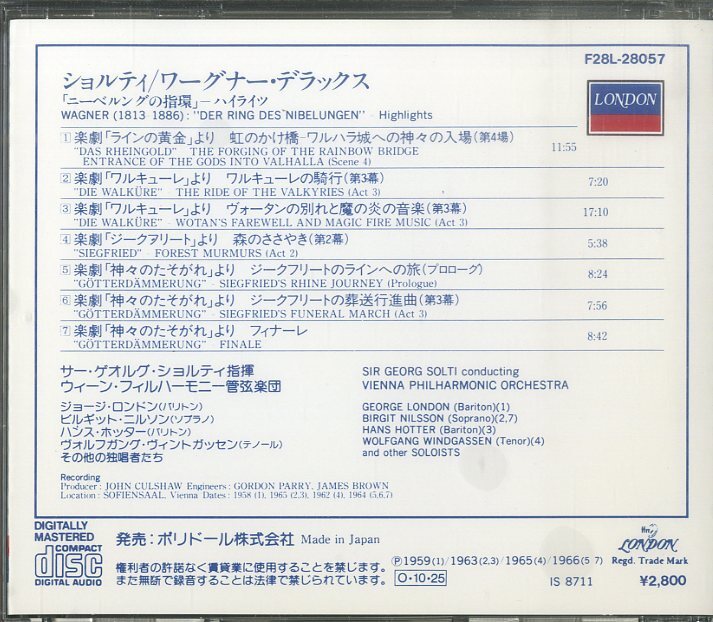 F28L-28057
ショルティ/ワーグナー・デラックス
「ニーベルングの指環」－ハイライツ
WAGNER (1813-1886) : "DER RING DES NIBELUNGEN" - Highlights
LONDON
1 楽劇「ラインの黄金」より 虹のかけ橋-ワルハラ城への神々の入場(第4場) 11:55
"DAS RHEINGOLD" THE FORGING OF THE RAINBOW BRIDGE
ENTRANCE OF THE GODS INTO VALHALLA (Scene 4)
2 楽劇「ワルキューレ」より ワルキューレの騎行(第3幕) 7:20
"DIE WALKÜRE" - THE RIDE OF THE VALKYRIES (Act 3)
3 楽劇「ワルキューレ」より ヴォータンの別れと魔の炎の音楽(第3幕) 17:10
"DIE WALKÜRE" - WOTAN'S FAREWELL AND MAGIC FIRE MUSIC (Act 3)
4 楽劇「ジークフリート」より 森のささやき(第2幕) 5:38
"SIEGFRIED" - FOREST MURMURS (Act 2)
5 楽劇「神々のたそがれ」より ジークフリートのラインへの旅(プロローグ) 8:24
"GÖTTERDÄMMERUNG" - SIEGFRIED'S RHINE JOURNEY (Prologue)
6 楽劇「神々のたそがれ」より ジークフリートの葬送行進曲(第3幕) 7:56
"GÖTTERDÄMMERUNG" - SIEGFRIED'S FUNERAL MARCH (Act 3)
7 楽劇「神々のたそがれ」より フィナーレ 8:42
"GÖTTERDÄMMERUNG" - FINALE
サー・ゲオルグ・ショルティ指揮
ウィーン・フィルハーモニー管弦楽団
ジョージ・ロンドン(バリトン)
ビルギット・ニルソン(ソプラノ)
ハンス・ホッター(バリトン)
ヴォルフガング・ヴィントガッセン(テノール)
その他の独唱者たち
SIR GEORG SOLTI conducting
VIENNA PHILHARMONIC ORCHESTRA
GEORGE LONDON (Bariton)(1)
BIRGIT NILSSON (Soprano)(2,7)
HANS HOTTER (Bariton)(3)
WOLFGANG WINDGASSEN (Tenor)(4)
and other SOLOISTS
Recording
Producer : JOHN CULSHAW Engineers : GORDON PARRY, JAMES BROWN
Location : SOFIENSAAL, Vienna Dates : 1958 (1), 1965 (2,3), 1962 (4), 1964 (5,6,7)
DIGITALLY
MASTERED
COMPACT
disc
DIGITAL AUDIO
発売：ポリドール株式会社 Made in Japan
権利者の許諾なく賃貸業に使用することを禁じます。
また無断で録音することは法律で禁じられています。
Ⓟ1959(1)/1963(2,3)/1965(4)/1966(5 7)
O・10・25
IS 8711
LONDON
Regd. Trade Mark
¥2,800